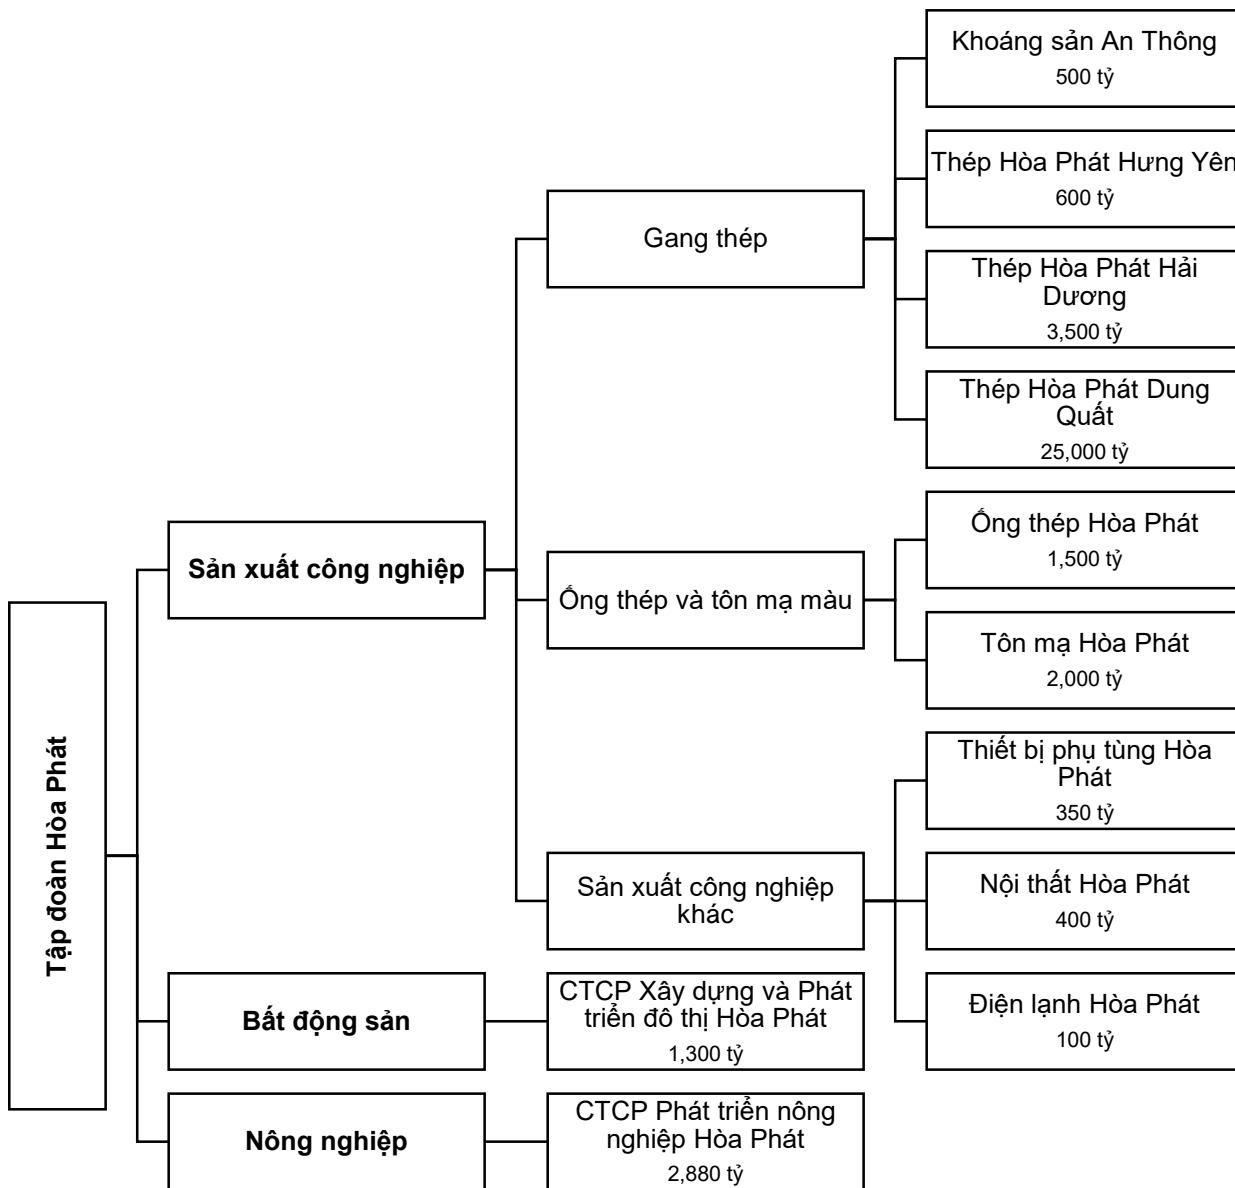 Tập đoàn Hòa Phát
Sản xuất công nghiệp
Gang thép
Khoáng sản An Thông
500 tỷ
Thép Hòa Phát Hưng Yên
600 tỷ
Thép Hòa Phát Hải
Dương
3,500 tỷ
Thép Hòa Phát Dung
Quất
25,000 tỷ
Ống thép và tôn mạ màu
Ống thép Hòa Phát
1,500 tỷ
Tôn mạ Hòa Phát
2,000 tỷ
Sản xuất công nghiệp
khác
Thiết bị phụ tùng Hòa
Phát
350 tỷ
Nội thất Hòa Phát
400 tỷ
Điện lạnh Hòa Phát
100 tỷ
Bất động sản
CTCP Xây dựng và Phát
triển đô thị Hòa Phát
1,300 tỷ
Nông nghiệp
CTCP Phát triển nông
nghiệp Hòa Phát
2,880 tỷ